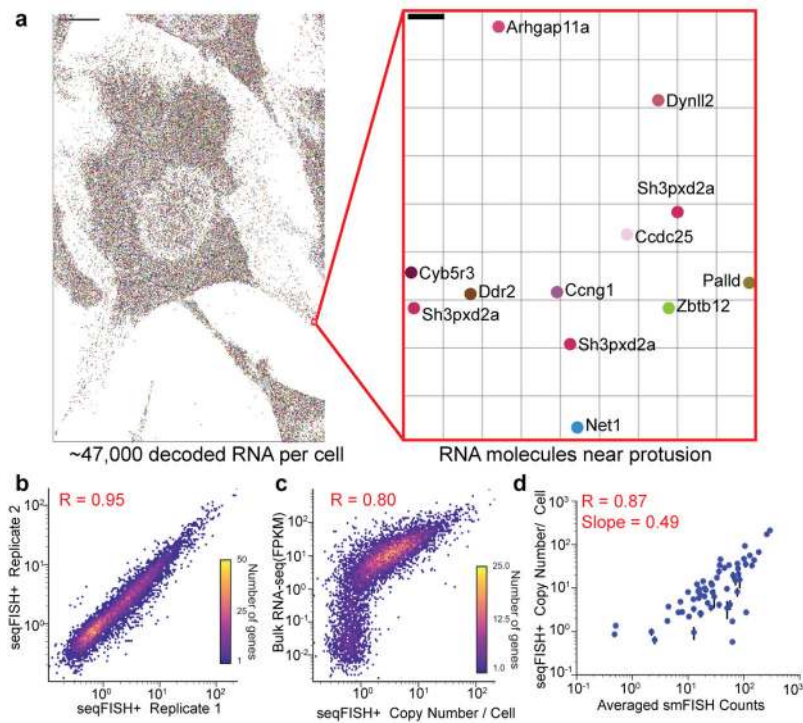 a
Arhgap11a
Dynll2
Sh3pxd2a
Ccdc25
Cyb5r3
Palld
Ddr2
Ccng1
Sh3pxd2a
Zbtb12
Sh3pxd2a
Net1
~47,000 decoded RNA per cell
RNA molecules near protusion
b
R = 0.95
seqFISH+ Replicate 2
10²
10¹
10⁰
10⁰ 10¹ 10²
seqFISH+ Replicate 1
50
25
1
Number of genes
c
R = 0.80
Bulk RNA-seq(FPKM)
10²
10¹
10⁰
10⁻¹
10⁻²
10⁰ 10¹ 10²
seqFISH+ Copy Number / Cell
25.0
12.5
1.0
Number of genes
d
R = 0.87
Slope = 0.49
seqFISH+ Copy Number/ Cell
10³
10²
10¹
10⁰
10⁻¹
10⁻¹ 10⁰ 10¹ 10² 10³
Averaged smFISH Counts